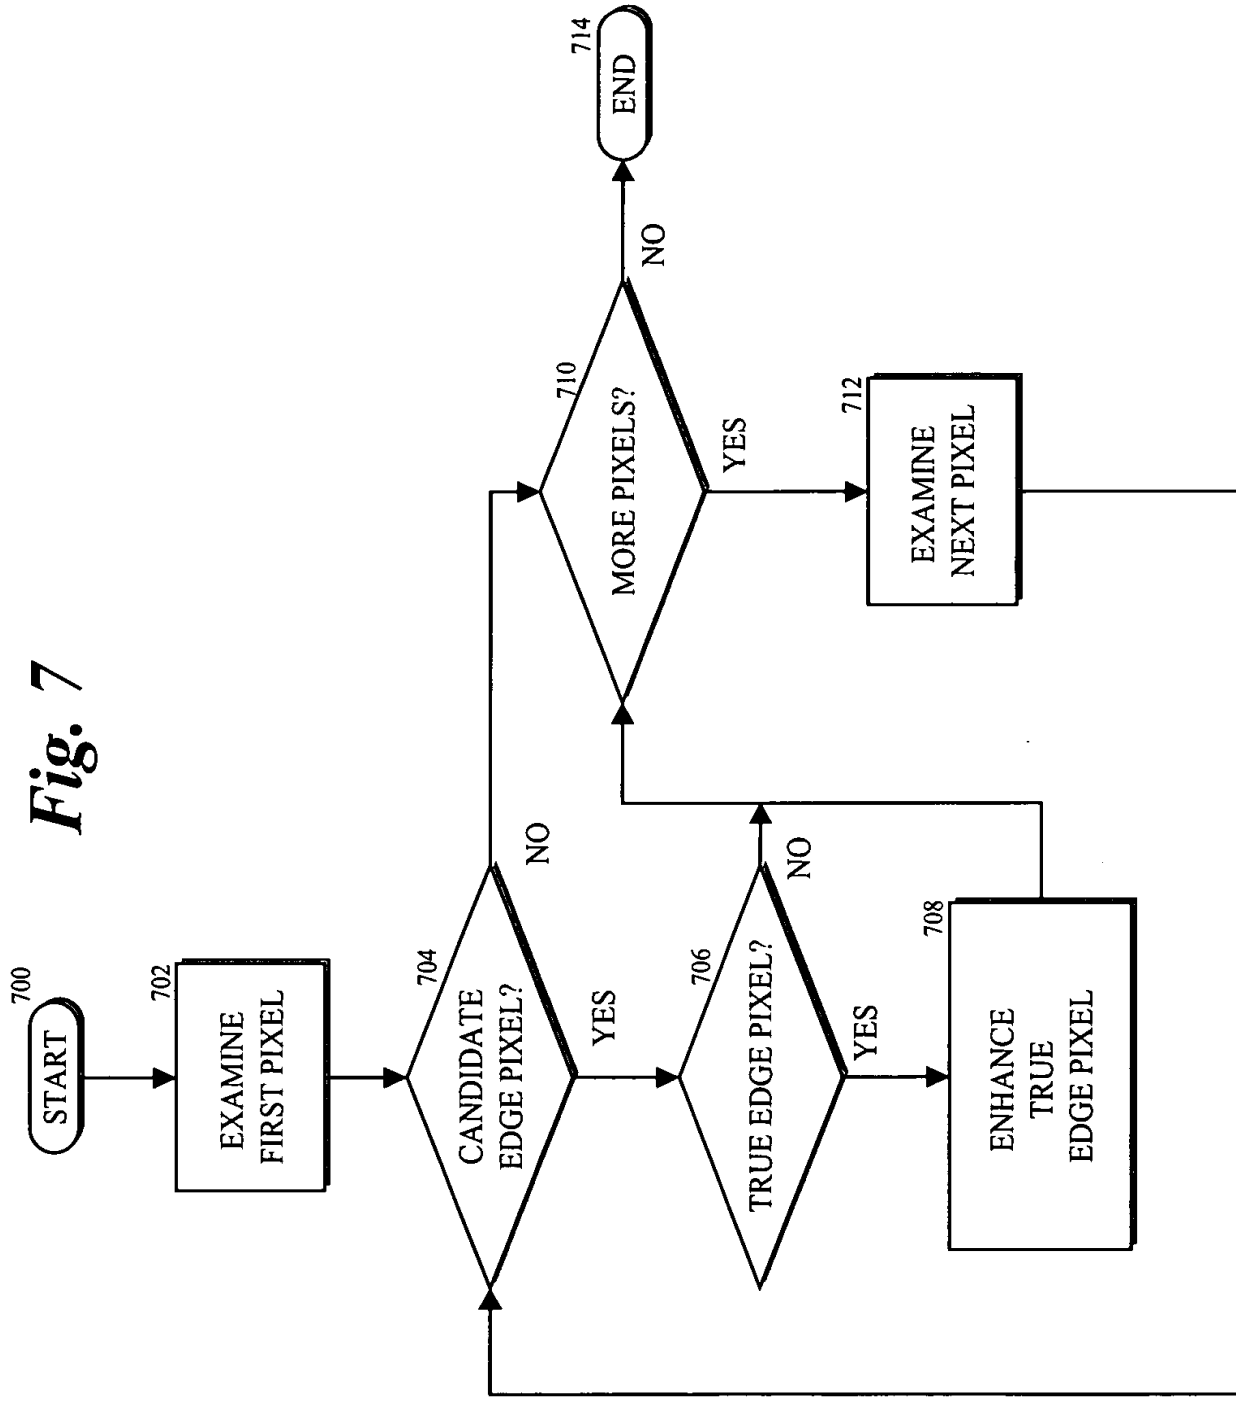 Fig. 7
700
START
702
EXAMINE
FIRST PIXEL
704
CANDIDATE
EDGE PIXEL?
NO
YES
706
TRUE EDGE PIXEL?
NO
YES
708
ENHANCE
TRUE
EDGE PIXEL
710
MORE PIXELS?
NO
YES
712
EXAMINE
NEXT PIXEL
714
END